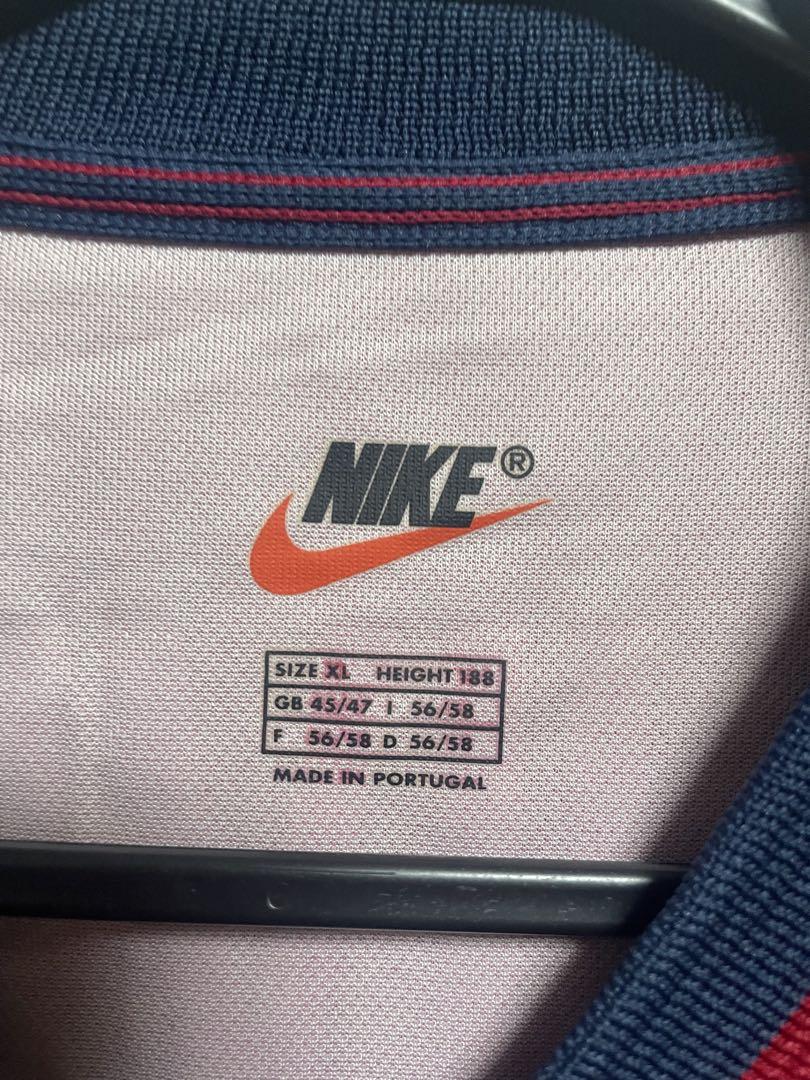 NIKE®
SIZE XL HEIGHT 188
GB 45/47 I 56/58
F 56/58 D 56/58
MADE IN PORTUGAL